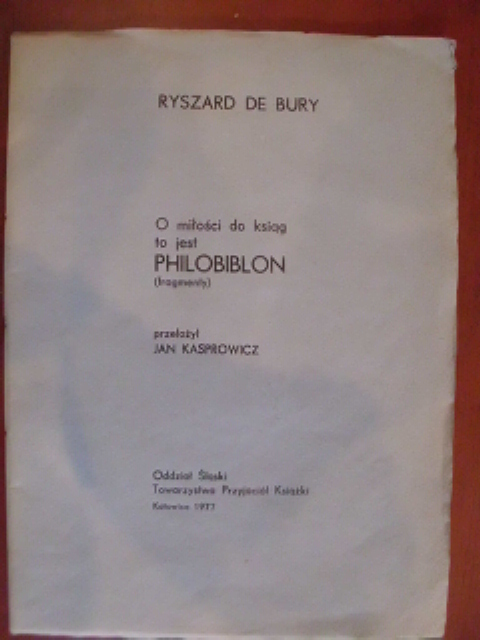 RYSZARD DE BURY
O miłości do ksiąg
to jest
PHILOBIBLON
(fragmenty)
przełożył
JAN KASPROWICZ
Oddział Śląski
Towarzystwa Przyjaciół Książki
Katowice 1977